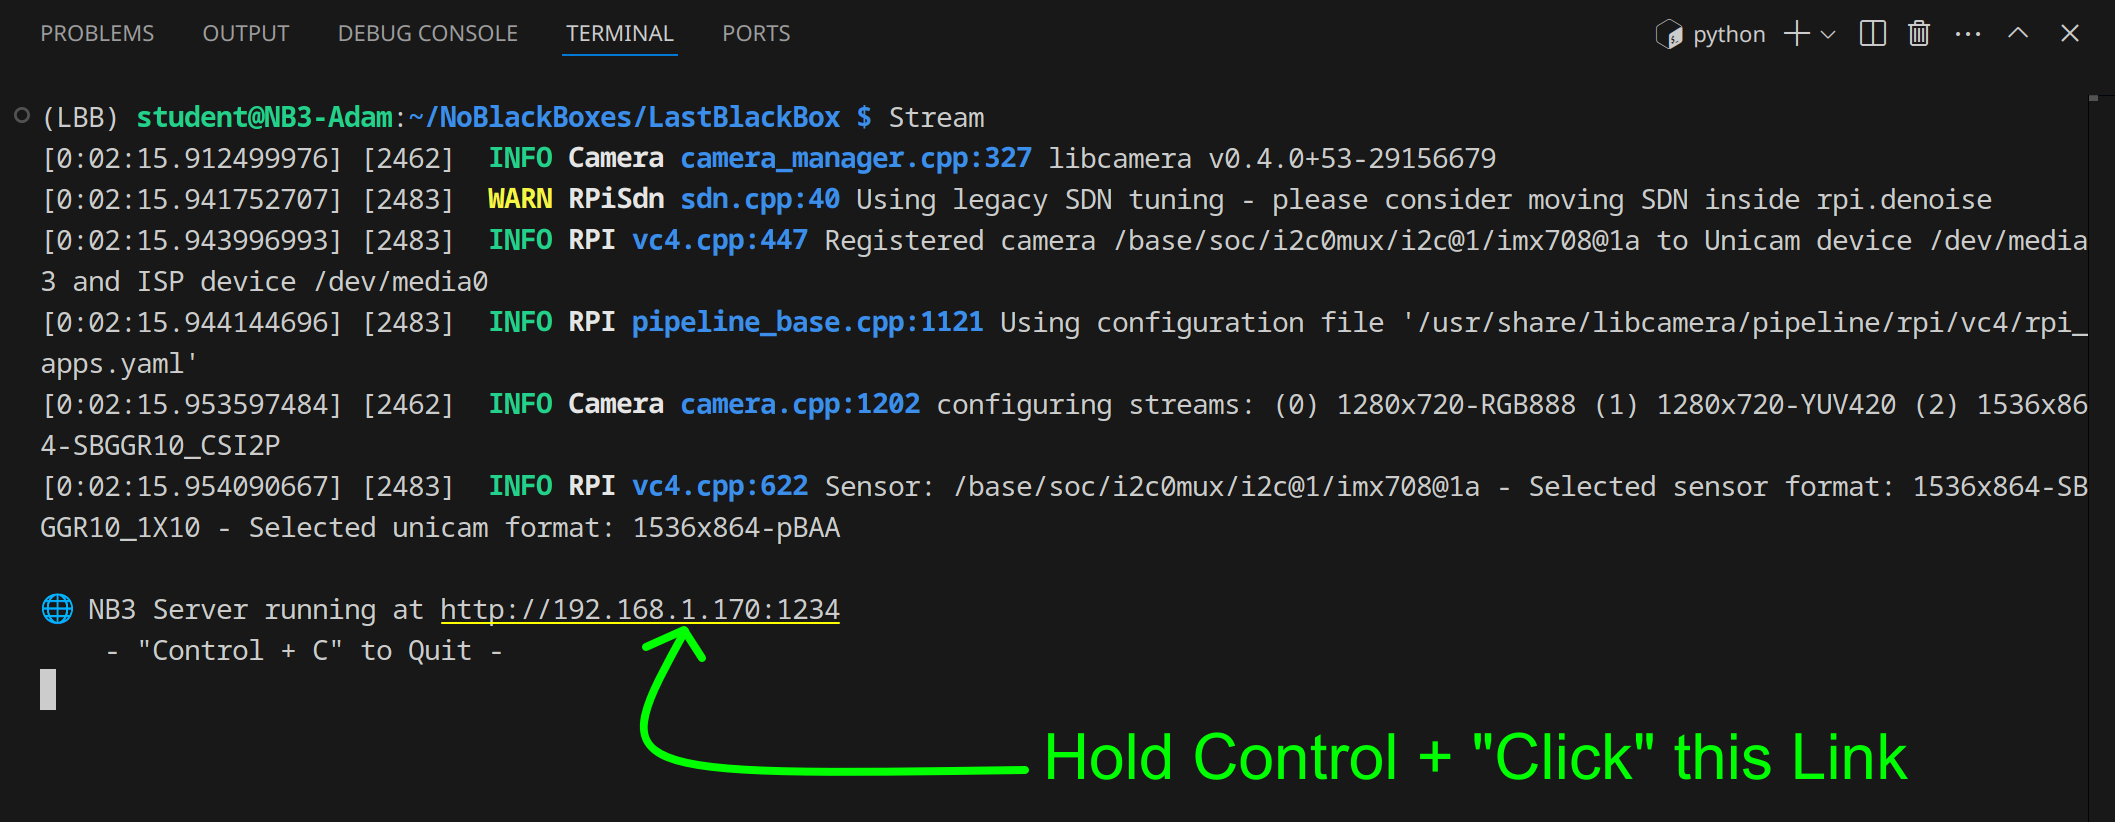 PROBLEMS OUTPUT DEBUG CONSOLE TERMINAL PORTS python
(LBB) student@NB3-Adam:~/NoBlackBoxes/LastBlackBox $ Stream
[0:02:15.912499976] [2462]  INFO Camera camera_manager.cpp:327 libcamera v0.4.0+53-29156679
[0:02:15.941752707] [2483]  WARN RPiSdn sdn.cpp:40 Using legacy SDN tuning - please consider moving SDN inside rpi.denoise
[0:02:15.943996993] [2483]  INFO RPI vc4.cpp:447 Registered camera /base/soc/i2c0mux/i2c@1/imx708@1a to Unicam device /dev/media
3 and ISP device /dev/media0
[0:02:15.944144696] [2483]  INFO RPI pipeline_base.cpp:1121 Using configuration file '/usr/share/libcamera/pipeline/rpi/vc4/rpi_
apps.yaml'
[0:02:15.953597484] [2462]  INFO Camera camera.cpp:1202 configuring streams: (0) 1280x720-RGB888 (1) 1280x720-YUV420 (2) 1536x86
4-SBGGR10_CSI2P
[0:02:15.954090667] [2483]  INFO RPI vc4.cpp:622 Sensor: /base/soc/i2c0mux/i2c@1/imx708@1a - Selected sensor format: 1536x864-SB
GGR10_1X10 - Selected unicam format: 1536x864-pBAA
🌐 NB3 Server running at http://192.168.1.170:1234
- "Control + C" to Quit -
Hold Control + "Click" this Link